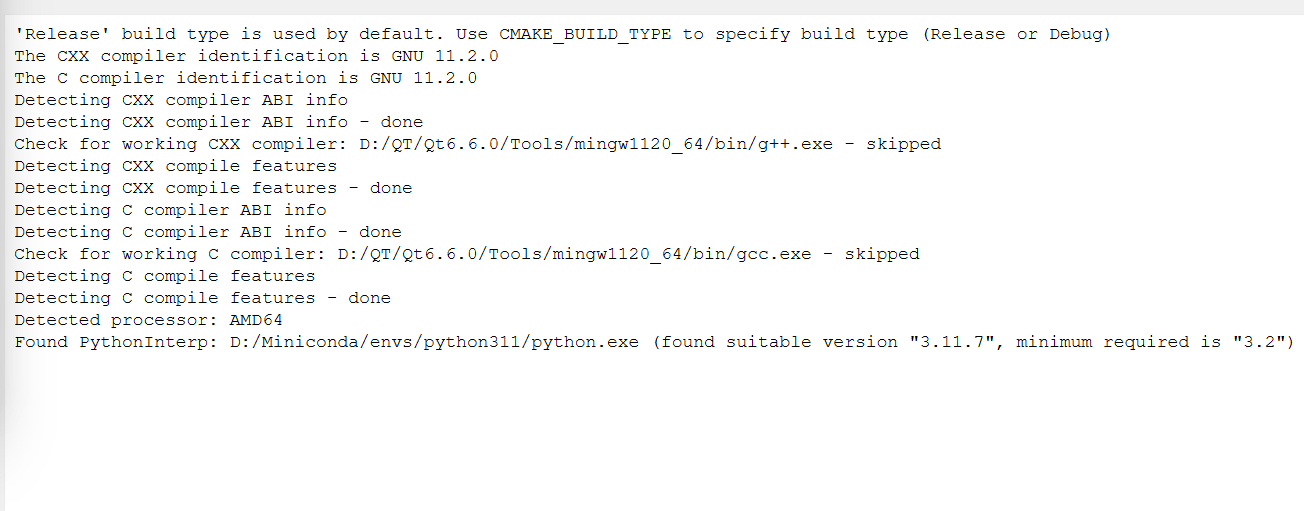 'Release' build type is used by default. Use CMAKE_BUILD_TYPE to specify build type (Release or Debug)
The CXX compiler identification is GNU 11.2.0
The C compiler identification is GNU 11.2.0
Detecting CXX compiler ABI info
Detecting CXX compiler ABI info - done
Check for working CXX compiler: D:/QT/Qt6.6.0/Tools/mingw1120_64/bin/g++.exe - skipped
Detecting CXX compile features
Detecting CXX compile features - done
Detecting C compiler ABI info
Detecting C compiler ABI info - done
Check for working C compiler: D:/QT/Qt6.6.0/Tools/mingw1120_64/bin/gcc.exe - skipped
Detecting C compile features
Detecting C compile features - done
Detected processor: AMD64
Found PythonInterp: D:/Miniconda/envs/python311/python.exe (found suitable version "3.11.7", minimum required is "3.2")